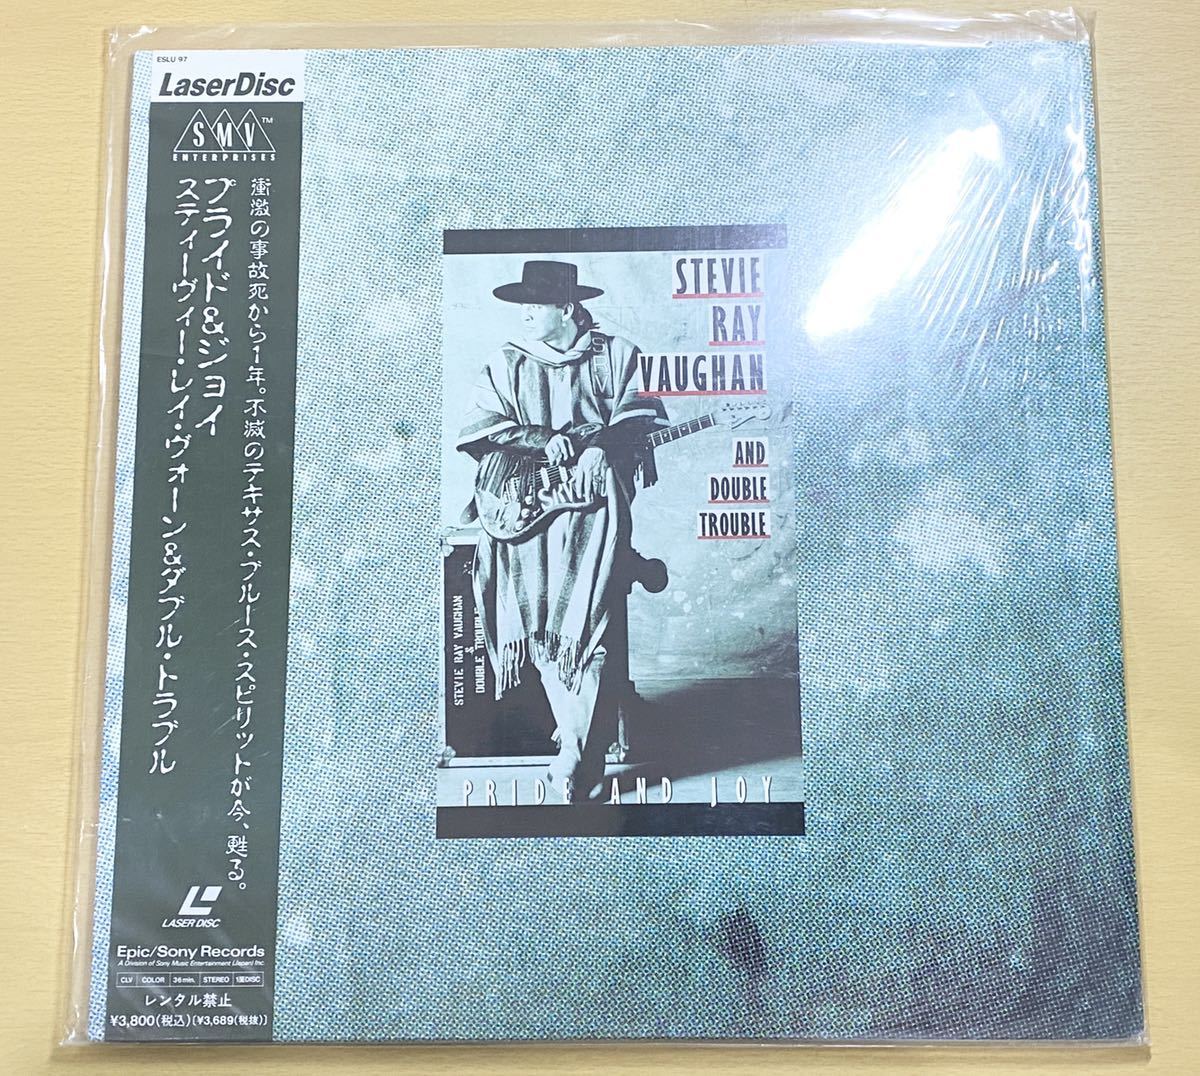 ESLU 97
LaserDisc
SMV™
ENTERPRISES
衝激の事故死から1年。不滅のテキサス・ブルース・スピリットが今、甦る。
プライド&ジョイ
スティーヴィー・レイ・ヴォーン&ダブル・トラブル
LASER DISC
Epic/Sony Records
A Division of Sony Music Entertainment (Japan) Inc.
CLV COLOR 36min. STEREO 1面DISC
レンタル禁止
¥3,800(税込)[¥3,689(税抜)]
STEVIE
RAY
VAUGHAN
AND
DOUBLE
TROUBLE
SRV
SRV
STEVIE RAY VAUGHAN
&
DOUBLE TROUBLE
PRIDE AND JOY